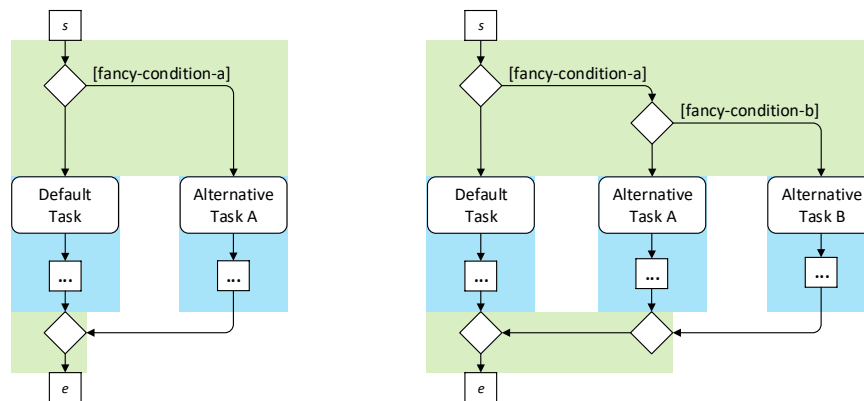 s
[fancy-condition-a]
Default
Task
Alternative
Task A
...
...
e
s
[fancy-condition-a]
[fancy-condition-b]
Default
Task
Alternative
Task A
Alternative
Task B
...
...
...
e